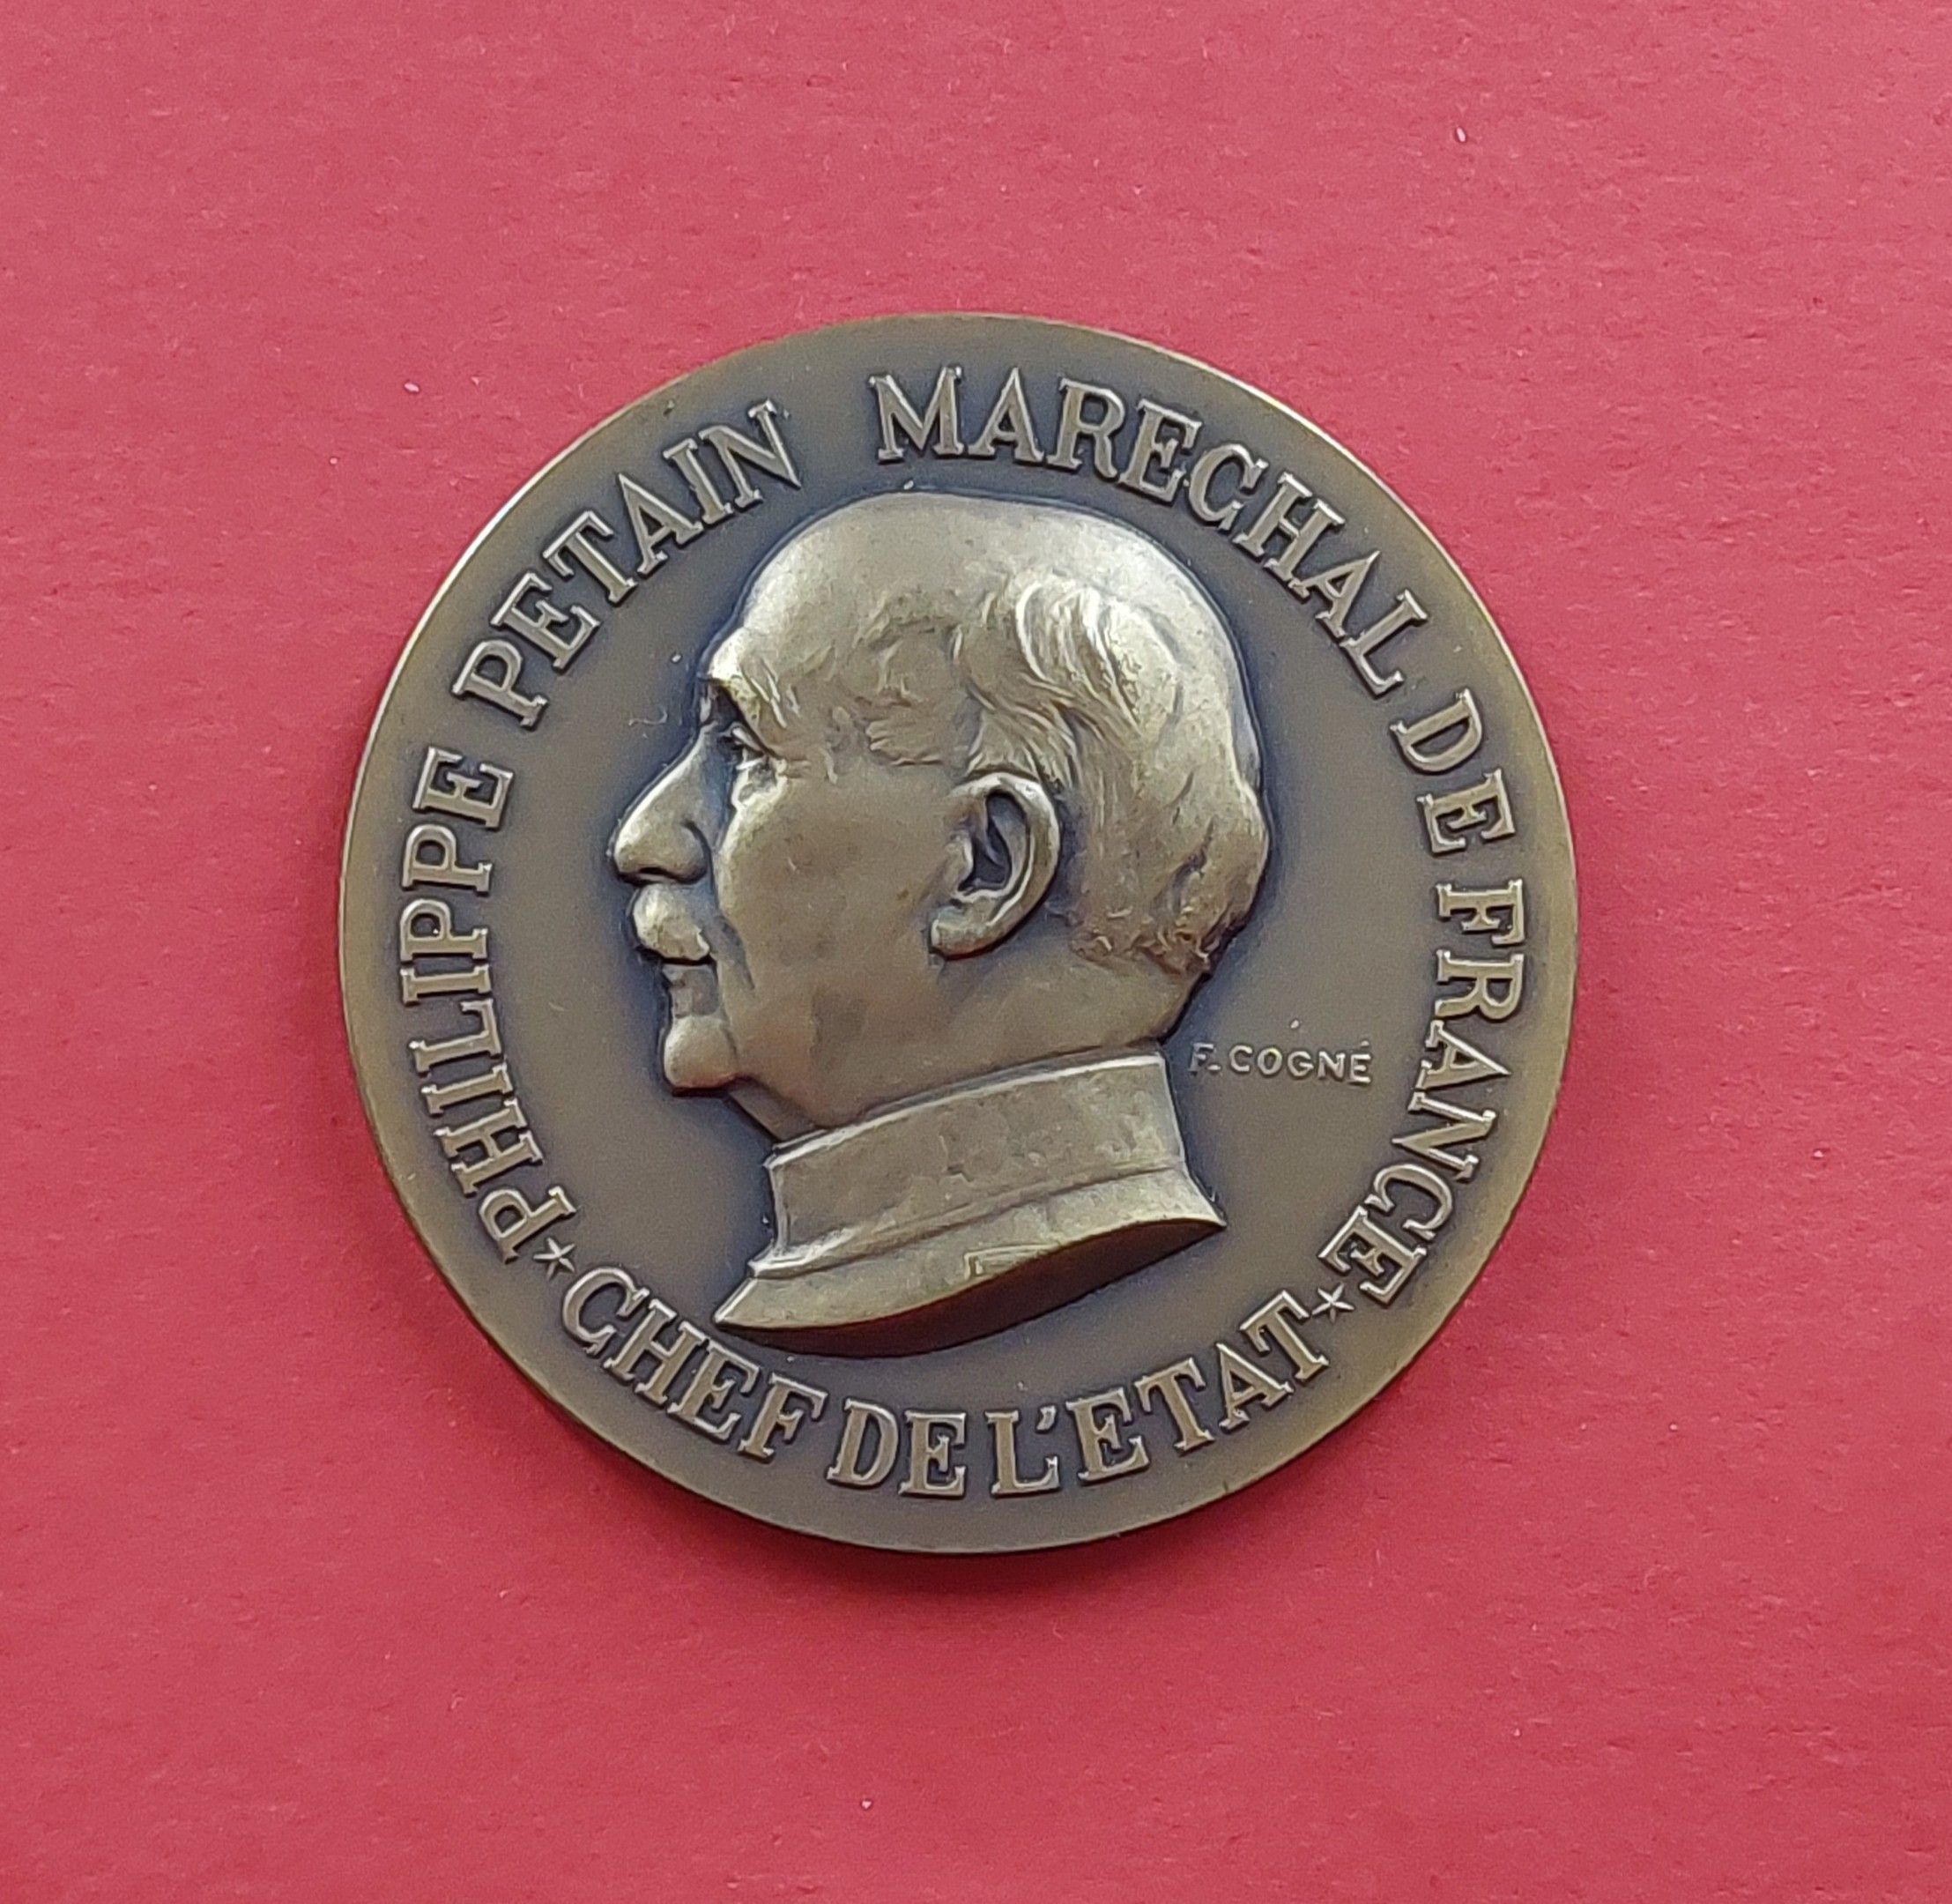 PHILIPPE PETAIN MARECHAL DE FRANCE
★ CHEF DE L'ETAT ★
F. COGNÉ